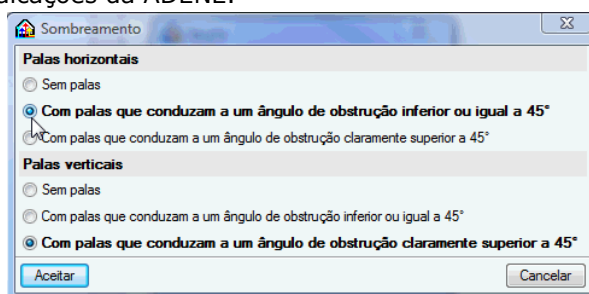 icações da ADENE.
Sombreamento
Palas horizontais
Sem palas
Com palas que conduzam a um ângulo de obstrução inferior ou igual a 45°
Com palas que conduzam a um ângulo de obstrução claramente superior a 45°
Palas verticais
Sem palas
Com palas que conduzam a um ângulo de obstrução inferior ou igual a 45°
Com palas que conduzam a um ângulo de obstrução claramente superior a 45°
Aceitar Cancelar